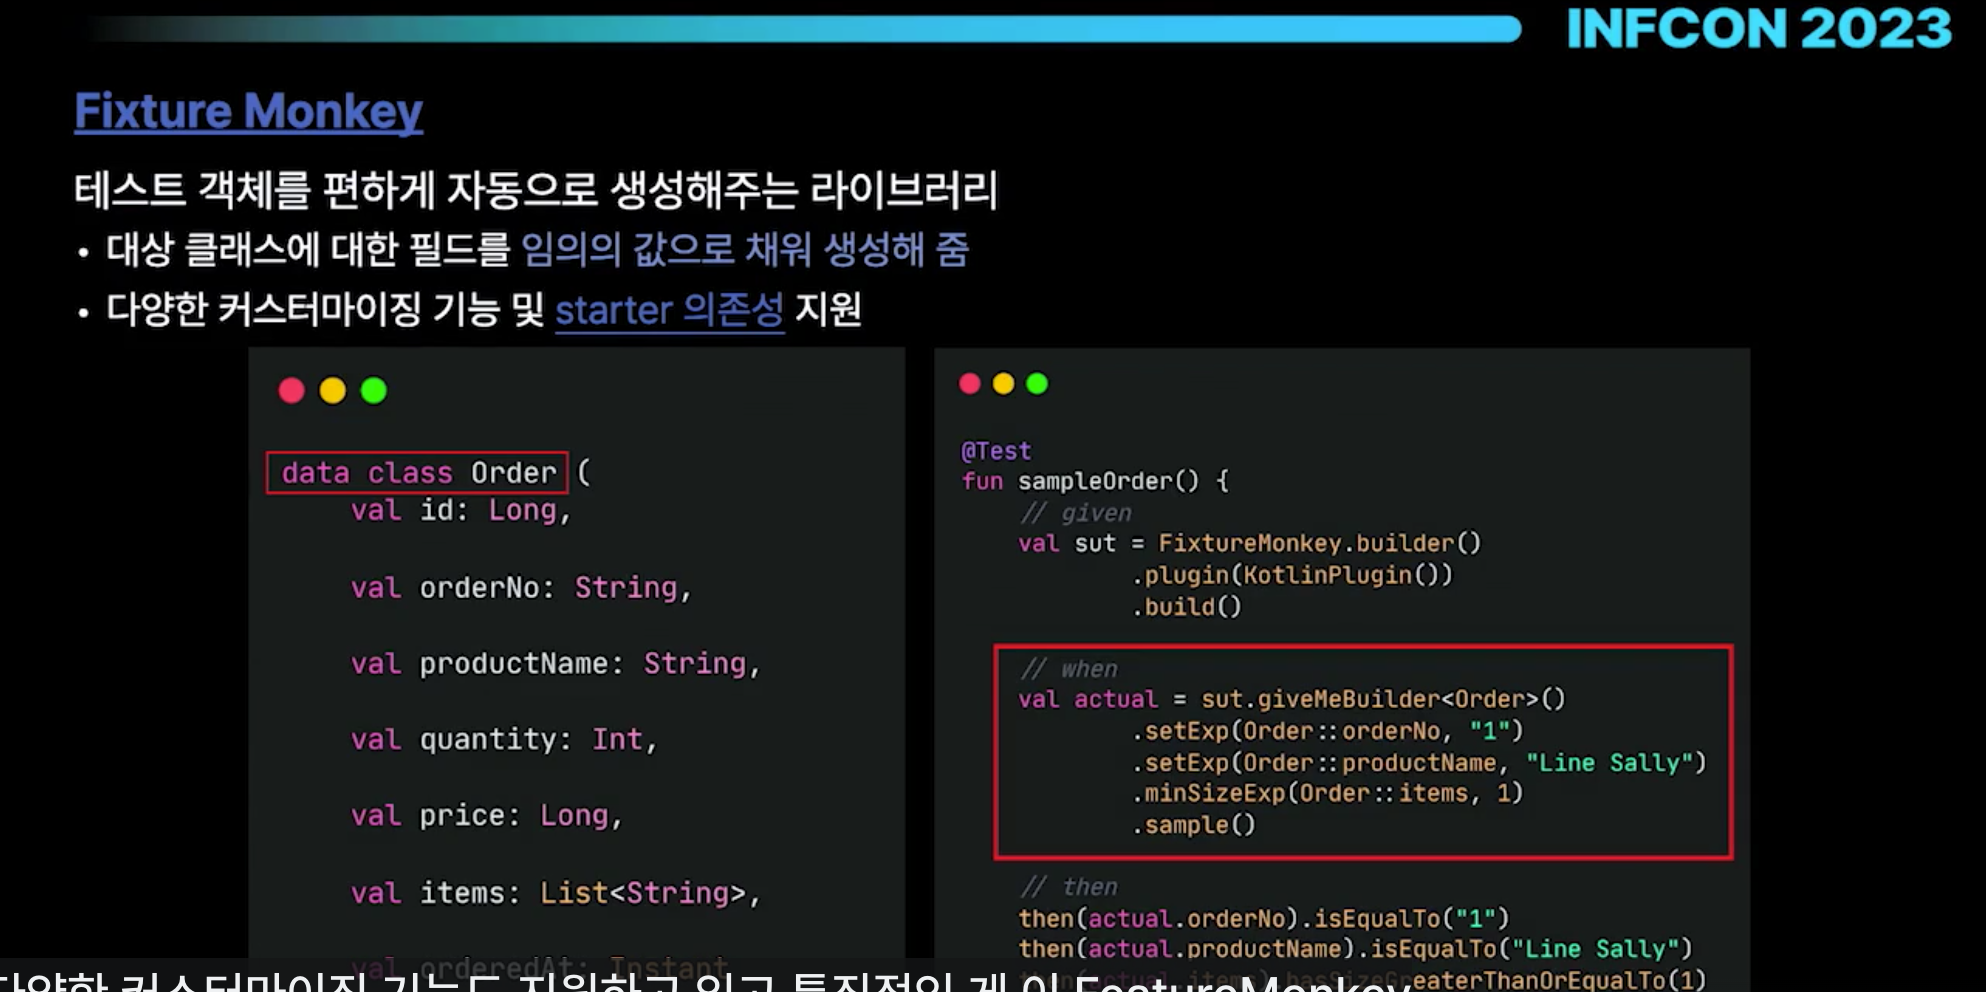 INFCON 2023
Fixture Monkey
테스트 객체를 편하게 자동으로 생성해주는 라이브러리
• 대상 클래스에 대한 필드를 임의의 값으로 채워 생성해 줌
• 다양한 커스터마이징 기능 및 starter 의존성 지원
data class Order (
val id: Long,
val orderNo: String,
val productName: String,
val quantity: Int,
val price: Long,
val items: List<String>,
val orderedAt: Instant
@Test
fun sampleOrder() {
// given
val sut = FixtureMonkey.builder()
.plugin(KotlinPlugin())
.build()
// when
val actual = sut.giveMeBuilder<Order>()
.setExp(Order::orderNo, "1")
.setExp(Order::productName, "Line Sally")
.minSizeExp(Order::items, 1)
.sample()
// then
then(actual.orderNo).isEqualTo("1")
then(actual.productName).isEqualTo("Line Sally")
then(actual.items).hasSizeGreaterThanOrEqualTo(1)
다양한 커스터마이징 기능도 지원하고 있고 특징적인 게 이 FeatureMonkey